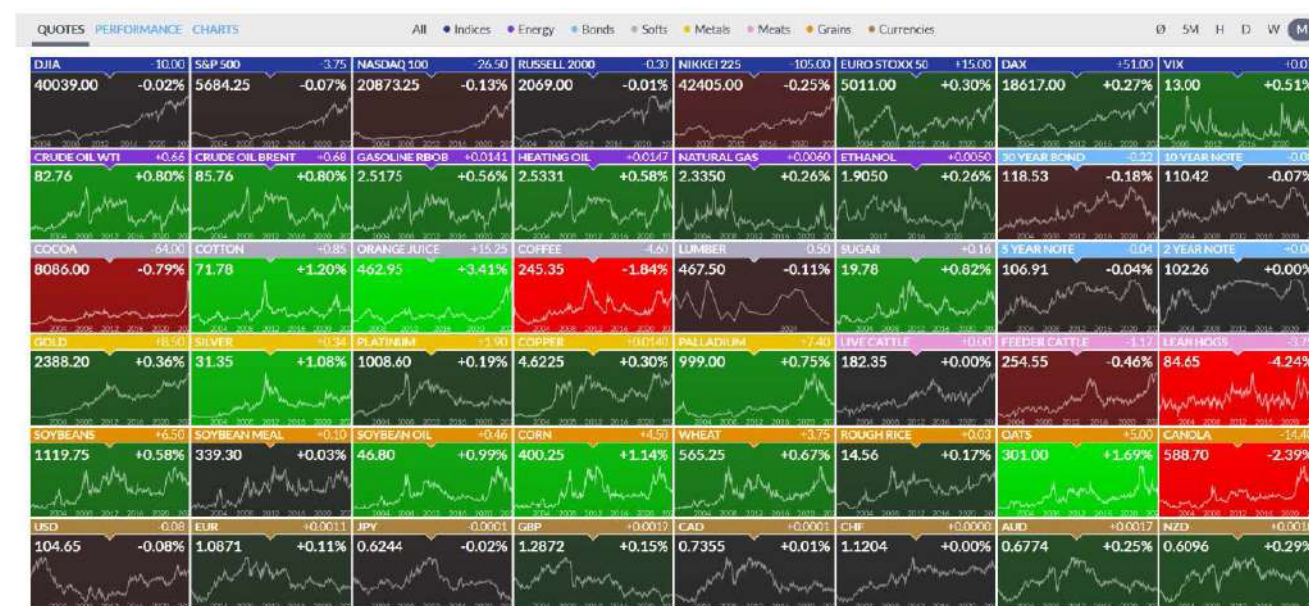 QUOTES PERFORMANCE CHARTS All Indices Energy Bonds Softs Metals Meats Grains Currencies Ø 5M H D W M
DJIA -10.00 S&P 500 -3.75 NASDAQ 100 -26.50 RUSSELL 2000 -0.30 NIKKEI 225 -105.00 EURO STOXX 50 +15.00 DAX +51.00 VIX
40039.00 -0.02% 5684.25 -0.07% 20873.25 -0.13% 2069.00 -0.01% 42405.00 -0.25% 5011.00 +0.30% 18617.00 +0.27% 13.00 +0.51%
CRUDE OIL WTI +0.66 CRUDE OIL BRENT +0.68 GASOLINE RBOB +0.0141 HEATING OIL +0.0147 NATURAL GAS +0.0060 ETHANOL +0.0050 30 YEAR BOND -0.22 10 YEAR NOTE
82.76 +0.80% 85.76 +0.80% 2.5175 +0.56% 2.5331 +0.58% 2.3350 +0.26% 1.9050 +0.26% 118.53 -0.18% 110.42 -0.07%
COCOA -64.00 COTTON +0.85 ORANGE JUICE +15.25 COFFEE -4.60 LUMBER 0.50 SUGAR +0.16 5 YEAR NOTE -0.04 2 YEAR NOTE
8086.00 -0.79% 71.78 +1.20% 462.95 +3.41% 245.35 -1.84% 467.50 -0.11% 19.78 +0.82% 106.91 -0.04% 102.26 +0.00%
GOLD +8.50 SILVER +0.34 PLATINUM +1.90 COPPER +0.0140 PALLADIUM +7.40 LIVE CATTLE +0.00 FEEDER CATTLE -1.17 LEAN HOGS
2388.20 +0.36% 31.35 +1.08% 1008.60 +0.19% 4.6225 +0.30% 999.00 +0.75% 182.35 +0.00% 254.55 -0.46% 84.65 -4.24%
SOYBEANS +6.50 SOYBEAN MEAL +0.10 SOYBEAN OIL +0.46 CORN +4.50 WHEAT +3.75 ROUGH RICE +0.03 OATS +5.00 CANOLA -14.40
1119.75 +0.58% 339.30 +0.03% 46.80 +0.99% 400.25 +1.14% 565.25 +0.67% 14.56 +0.17% 301.00 +1.69% 588.70 -2.39%
USD -0.08 EUR +0.0011 JPY -0.0001 GBP CAD +0.0001 CHF +0.0000 AUD +0.0017 NZD
104.65 -0.08% 1.0871 +0.11% 0.6244 -0.02% 1.2872 +0.15% 0.7355 +0.01% 1.1204 +0.00% 0.6774 +0.25% 0.6096 +0.29%